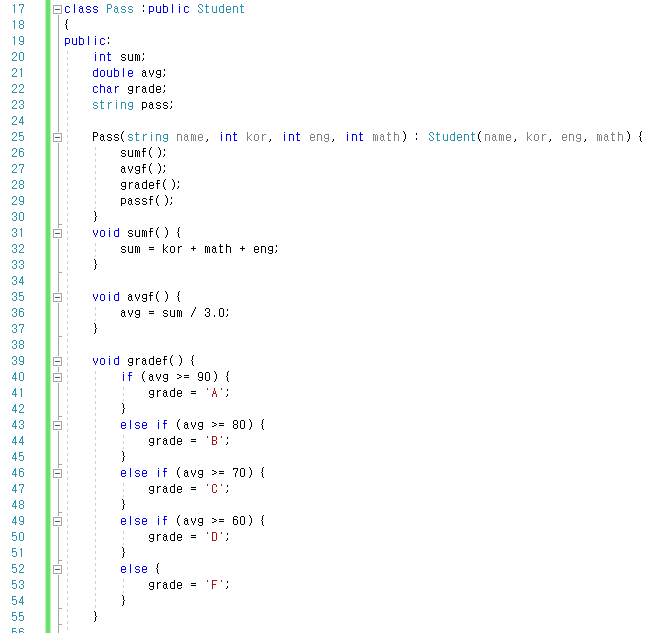 17 class Pass :public Student
18 {
19 public:
20 int sum;
21 double avg;
22 char grade;
23 string pass;
24
25 Pass(string name, int kor, int eng, int math) : Student(name, kor, eng, math) {
26 sumf();
27 avgf();
28 gradef();
29 passf();
30 }
31 void sumf() {
32 sum = kor + math + eng;
33 }
34
35 void avgf() {
36 avg = sum / 3.0;
37 }
38
39 void gradef() {
40 if (avg >= 90) {
41 grade = 'A';
42 }
43 else if (avg >= 80) {
44 grade = 'B';
45 }
46 else if (avg >= 70) {
47 grade = 'C';
48 }
49 else if (avg >= 60) {
50 grade = 'D';
51 }
52 else {
53 grade = 'F';
54 }
55 }
56